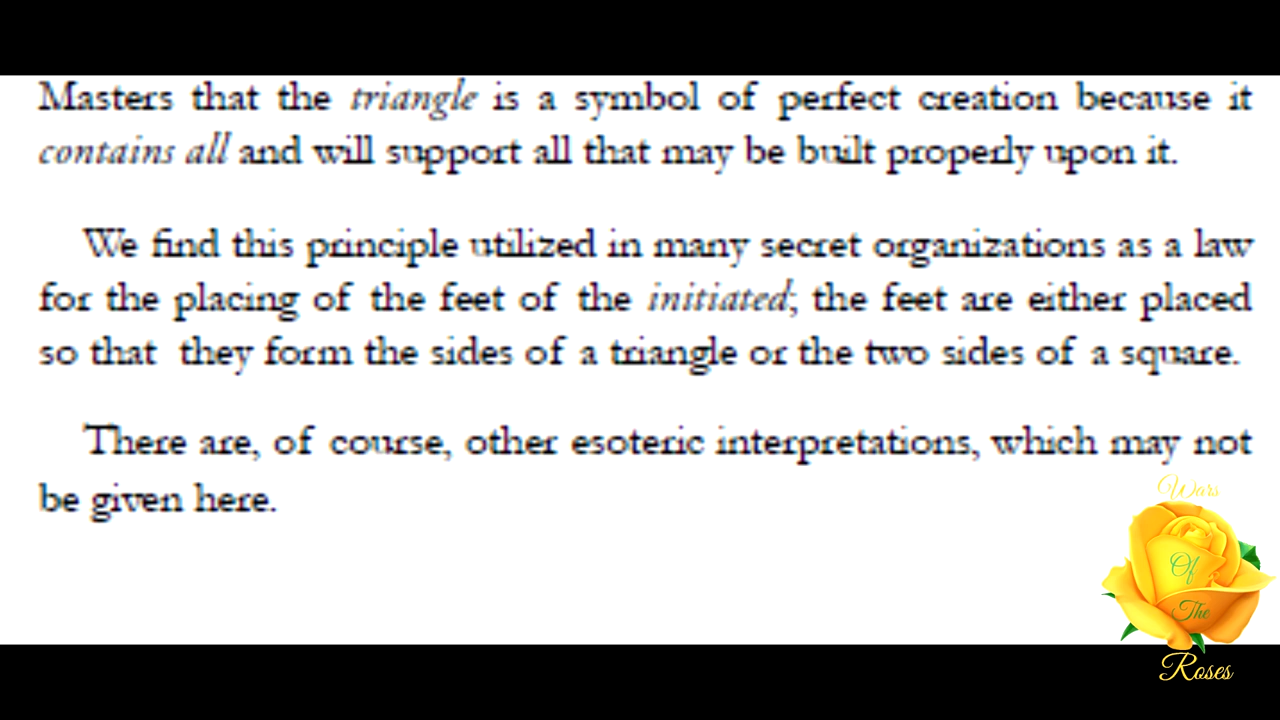 Masters that the triangle is a symbol of perfect creation because it
contains all and will support all that may be built properly upon it.
We find this principle utilized in many secret organizations as a law
for the placing of the feet of the initiated; the feet are either placed
so that they form the sides of a triangle or the two sides of a square.
There are, of course, other esoteric interpretations, which may not
be given here.
Wars
Of
The
Roses